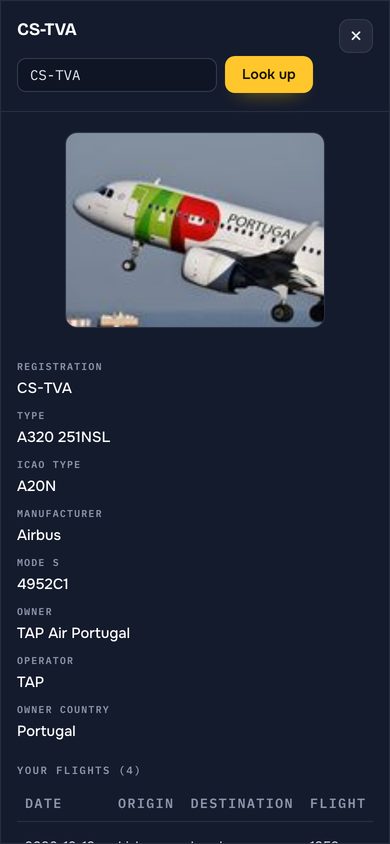 CS-TVA
CS-TVA
Look up
PORTUGAL
REGISTRATION
CS-TVA
TYPE
A320 251NSL
ICAO TYPE
A20N
MANUFACTURER
Airbus
MODE S
4952C1
OWNER
TAP Air Portugal
OPERATOR
TAP
OWNER COUNTRY
Portugal
YOUR FLIGHTS (4)
DATE ORIGIN DESTINATION FLIGHT